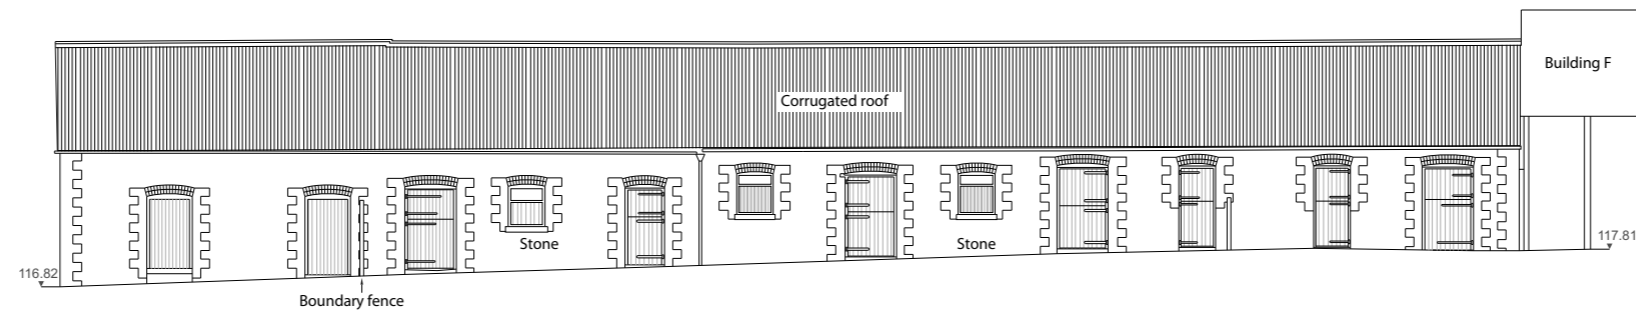 Building F
Corrugated roof
Stone
Stone
117.81
116.82
Boundary fence